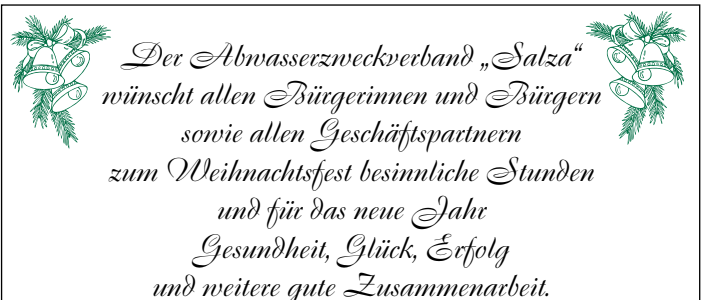 Der Abwasserzweckverband „Salza“
wünscht allen Bürgerinnen und Bürgern
sowie allen Geschäftspartnern
zum Weihnachtsfest besinnliche Stunden
und für das neue Jahr
Gesundheit, Glück, Erfolg
und weitere gute Zusammenarbeit.